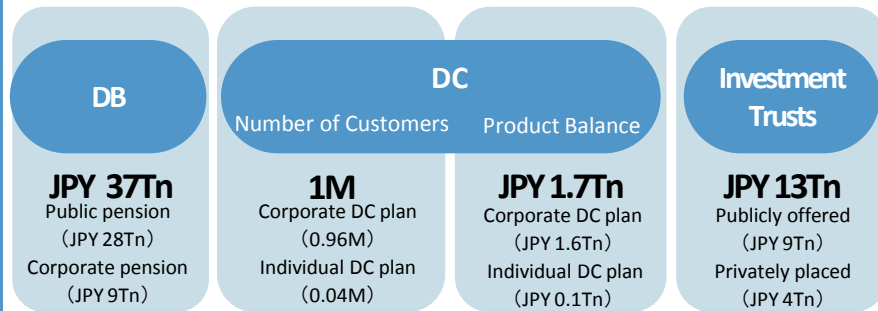 DB
JPY 37Tn
Public pension
（JPY 28Tn）
Corporate pension
（JPY 9Tn）
DC
Number of Customers
Product Balance
1M
Corporate DC plan
（0.96M）
Individual DC plan
（0.04M）
JPY 1.7Tn
Corporate DC plan
（JPY 1.6Tn）
Individual DC plan
（JPY 0.1Tn）
Investment
Trusts
JPY 13Tn
Publicly offered
（JPY 9Tn）
Privately placed
（JPY 4Tn）